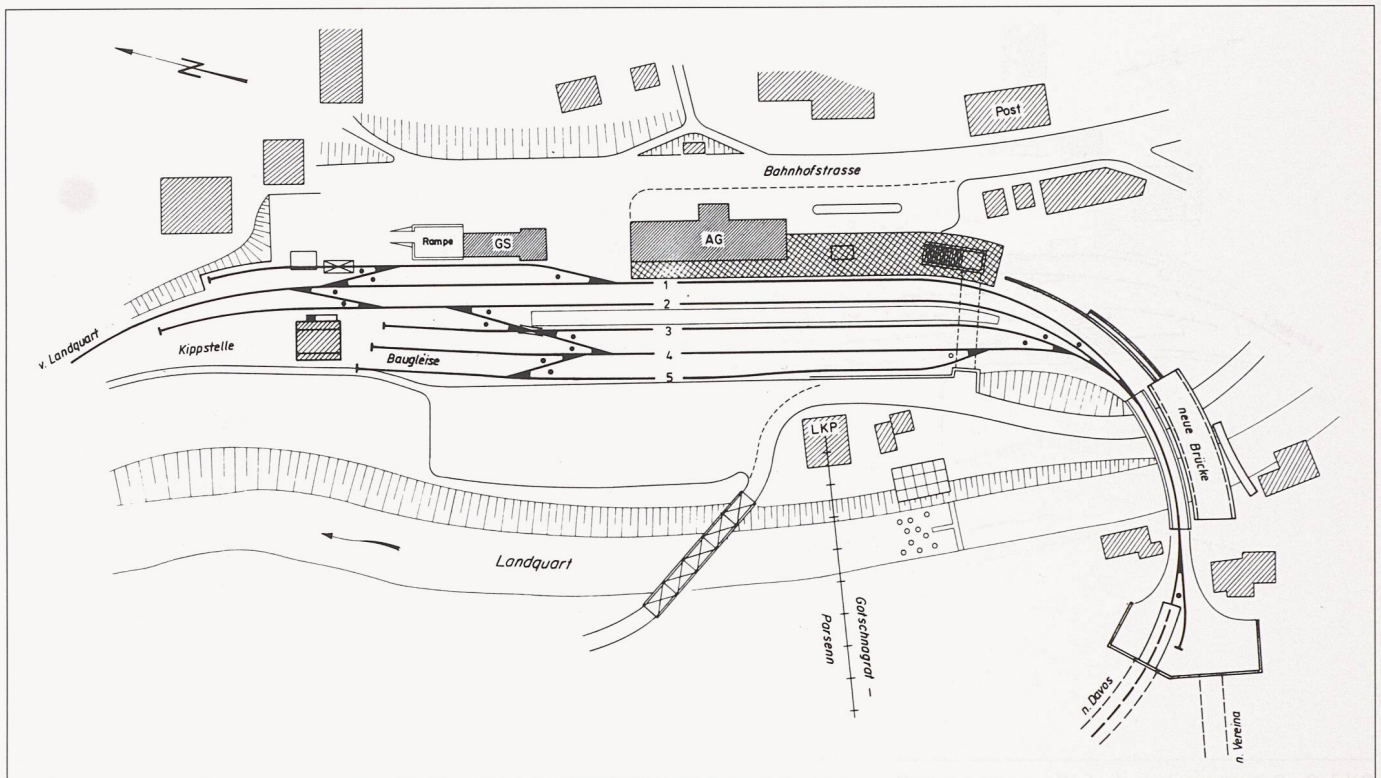 N
Post
Bahnhofstrasse
Rampe
GS
AG
1
2
3
4
5
v. Landquart
Kippstelle
Baugleise
LKP
neue Brücke
Landquart
Gotschnagrat –
Parsenn
n. Davos
n. Vereina